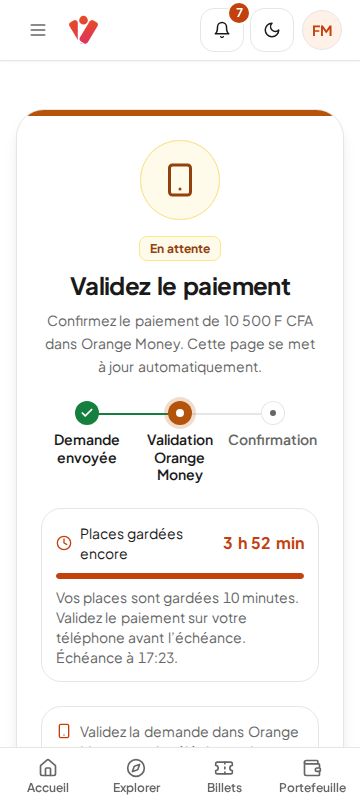 7
FM
En attente
Validez le paiement
Confirmez le paiement de 10 500 F CFA
dans Orange Money. Cette page se met
à jour automatiquement.
Demande
envoyée
Validation
Orange
Money
Confirmation
Places gardées
encore
3 h 52 min
Vos places sont gardées 10 minutes.
Validez le paiement sur votre
téléphone avant l'échéance.
Échéance à 17:23.
Validez la demande dans Orange
Accueil
Explorer
Billets
Portefeuille